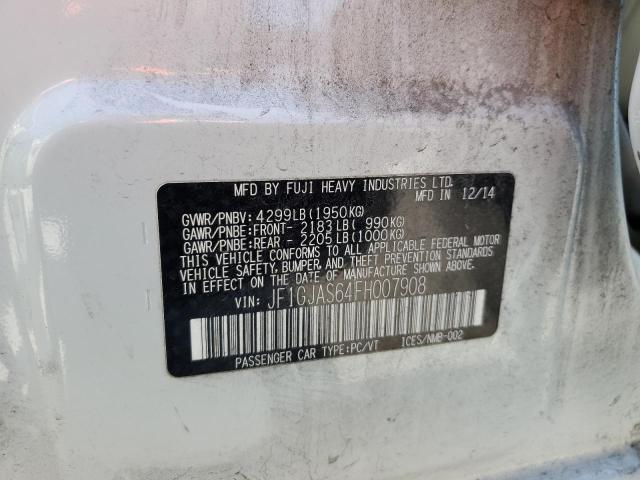 MFD BY FUJI HEAVY INDUSTRIES LTD.
MFD IN 12/14
GVWR/PNBV: 4299LB(1950KG)
GAWR/PNBE:FRONT- 2183LB( 990KG)
GAWR/PNBE:REAR - 2205LB(1000KG)
THIS VEHICLE CONFORMS TO ALL APPLICABLE FEDERAL MOTOR
VEHICLE SAFETY, BUMPER, AND THEFT PREVENTION STANDARDS
IN EFFECT ON THE DATE OF MANUFACTURE SHOWN ABOVE.
VIN: JF1GJAS64FH007908
PASSENGER CAR TYPE:PC/VT ICES/NMB-002